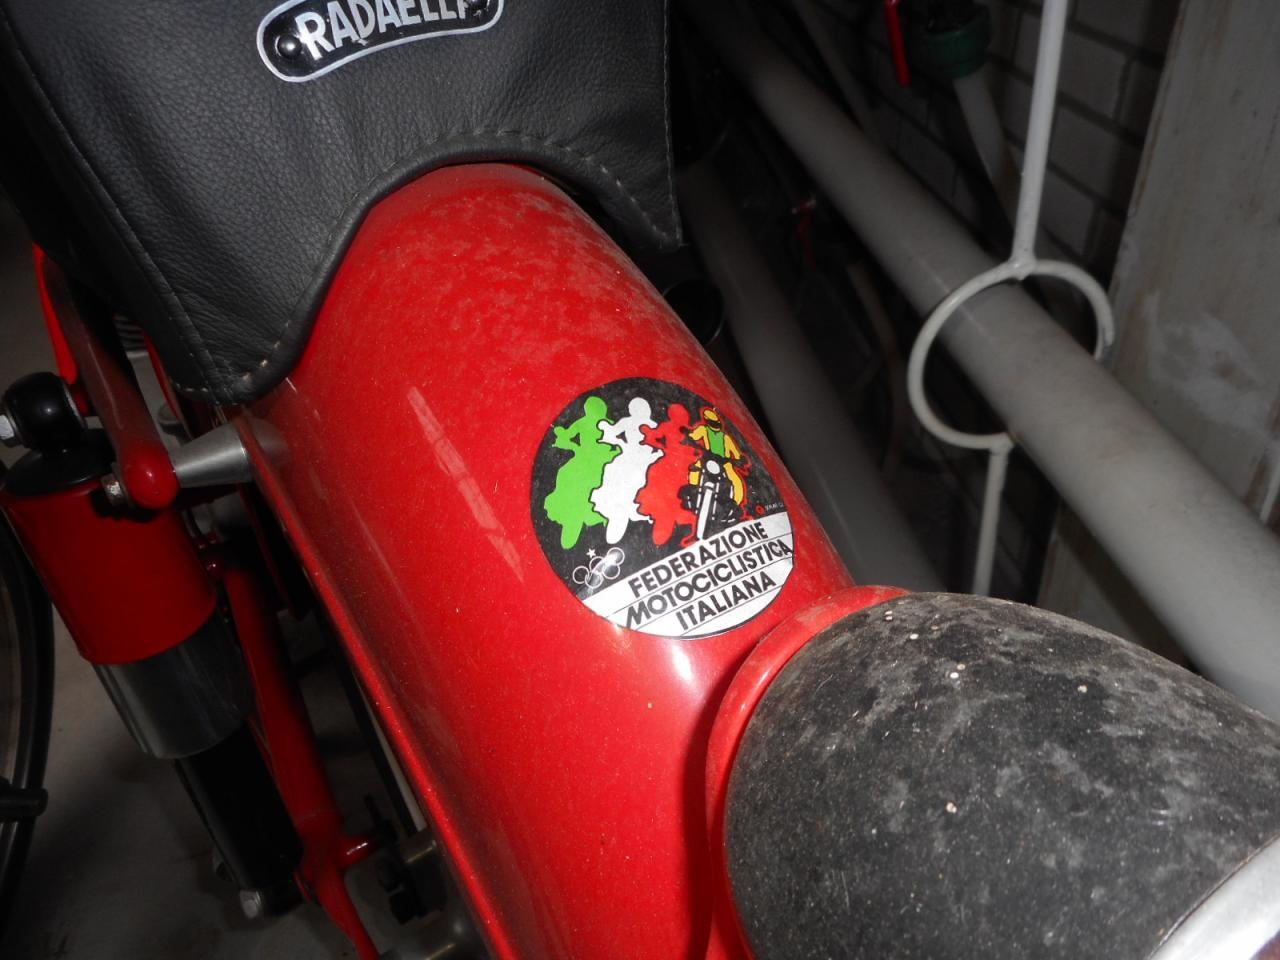 RADAELLI
FEDERAZIONE
MOTOCICLISTICA
ITALIANA